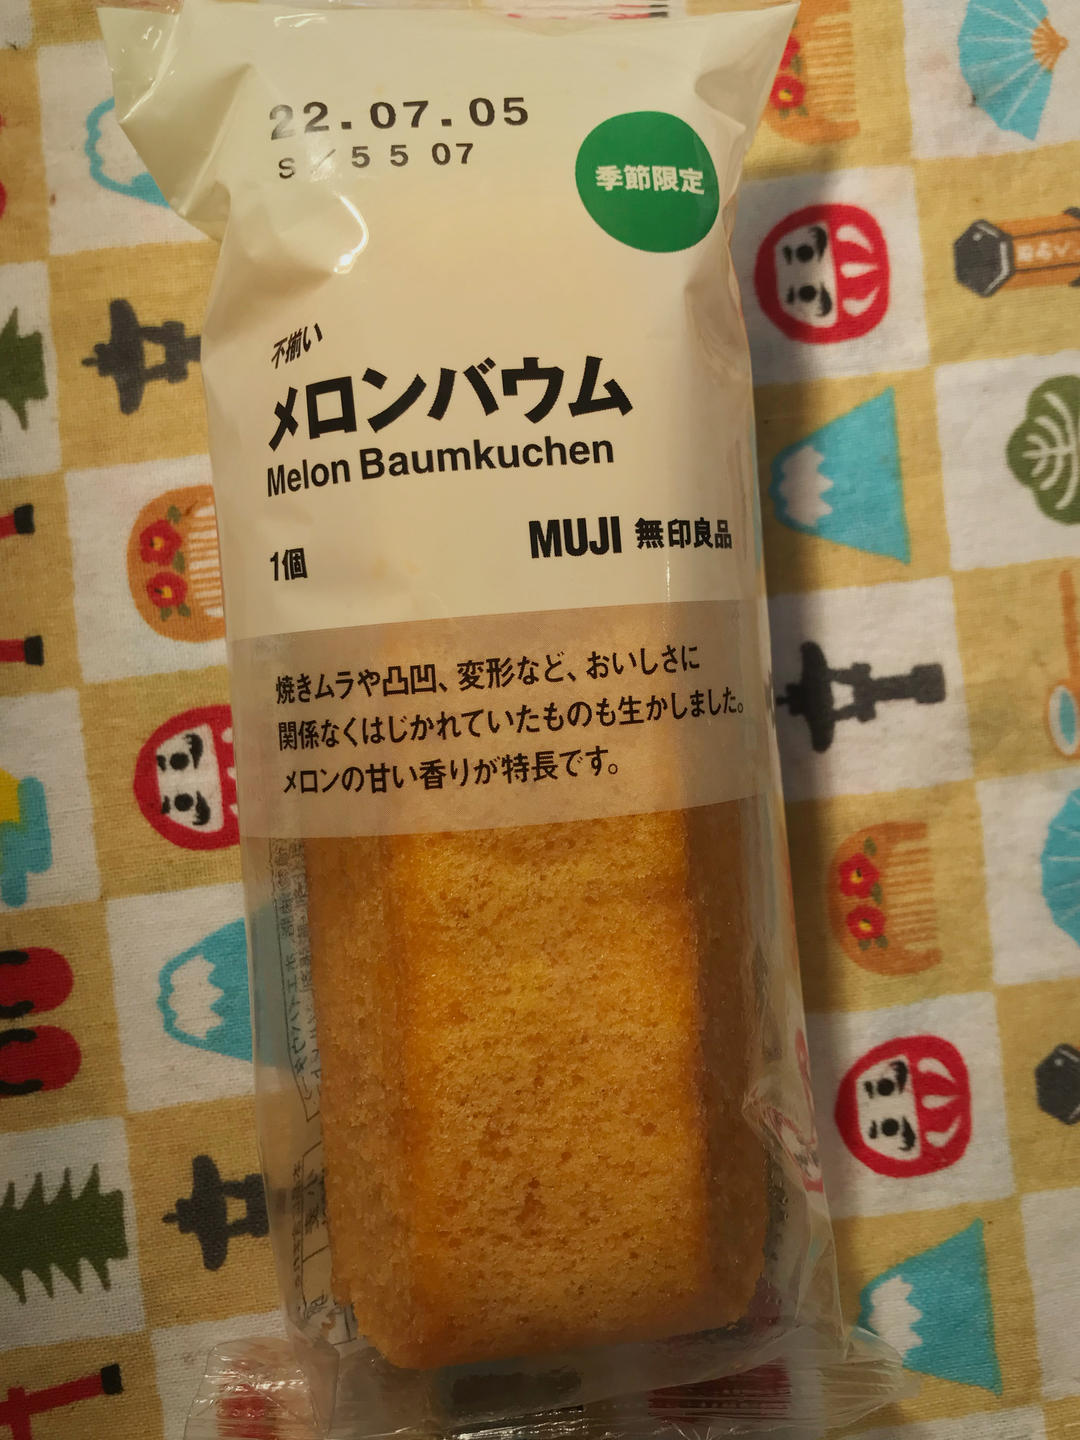 22.07.05
S／55 07
季節限定
不揃い
メロンバウム
Melon Baumkuchen
1個
MUJI 無印良品
焼きムラや凸凹、変形など、おいしさに
関係なくはじかれていたものも生かしました。
メロンの甘い香りが特長です。